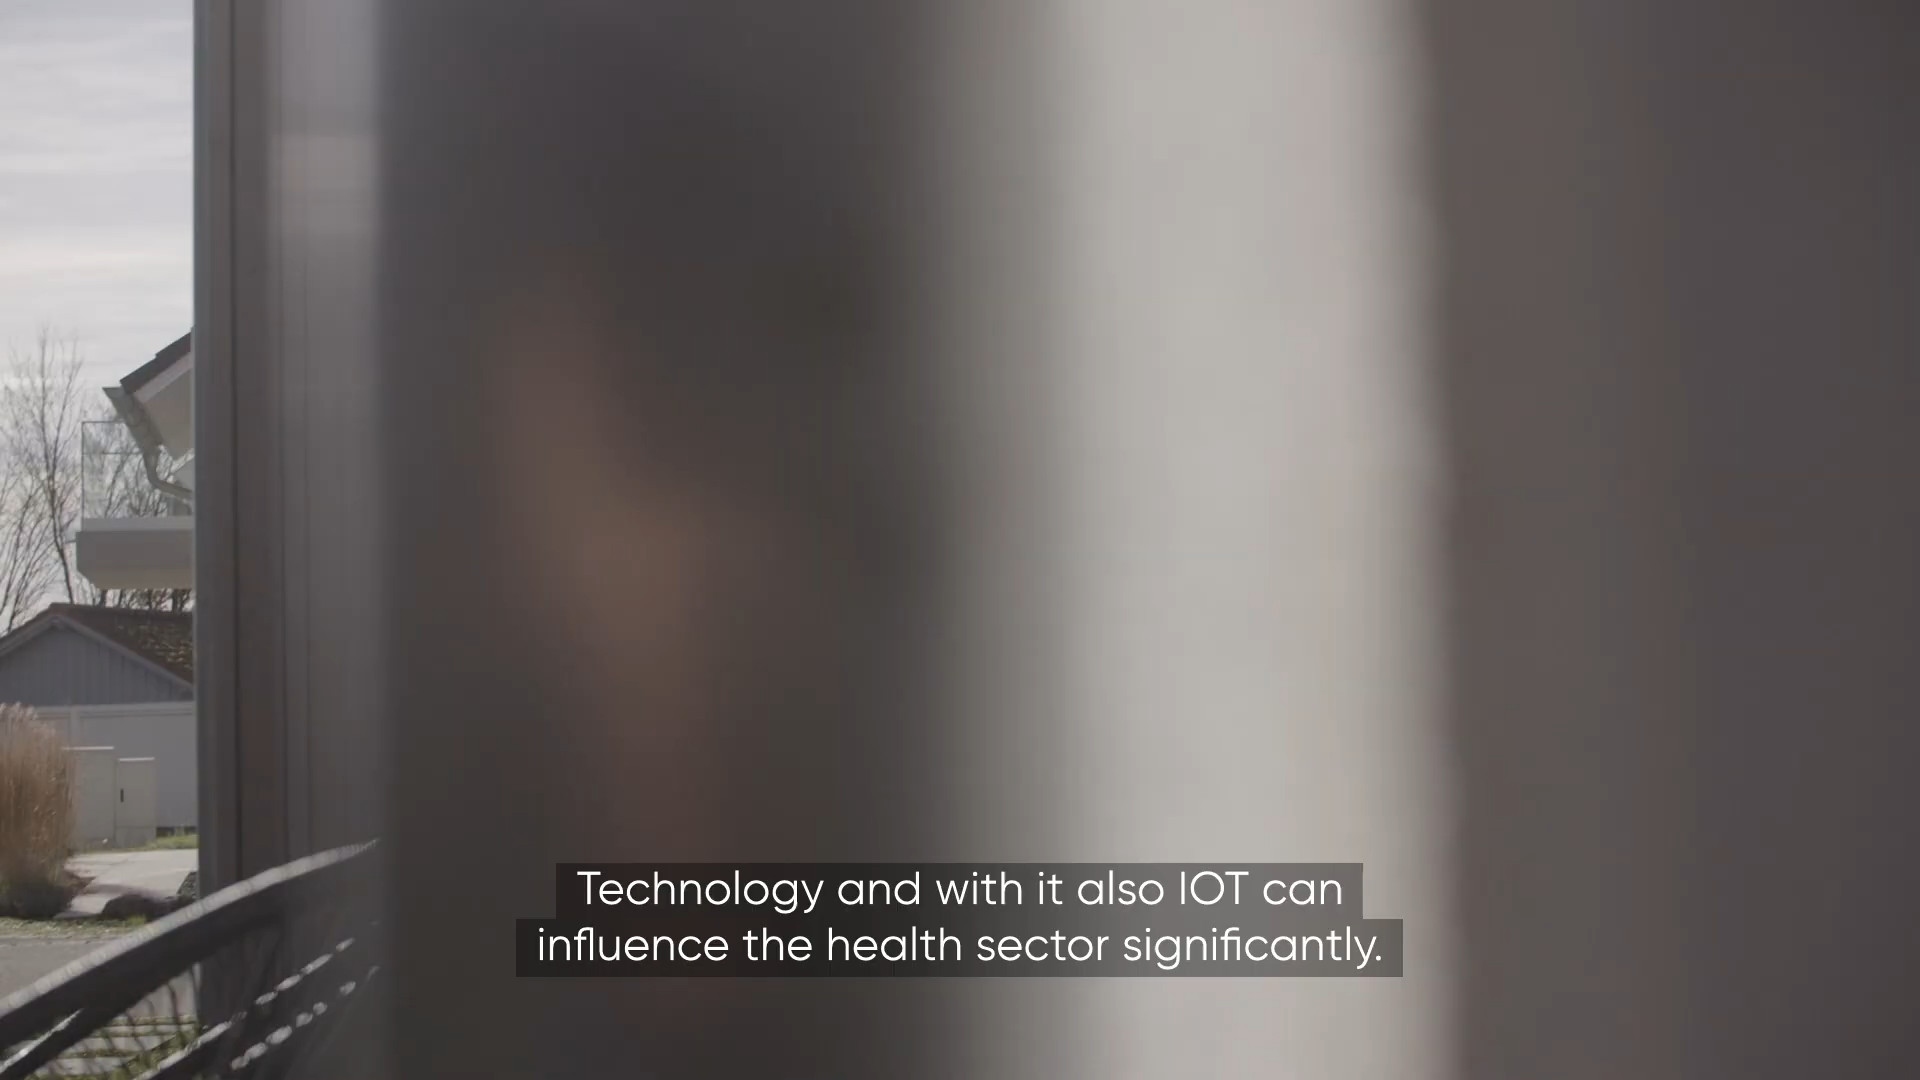 Technology and with it also IOT can
influence the health sector significantly.